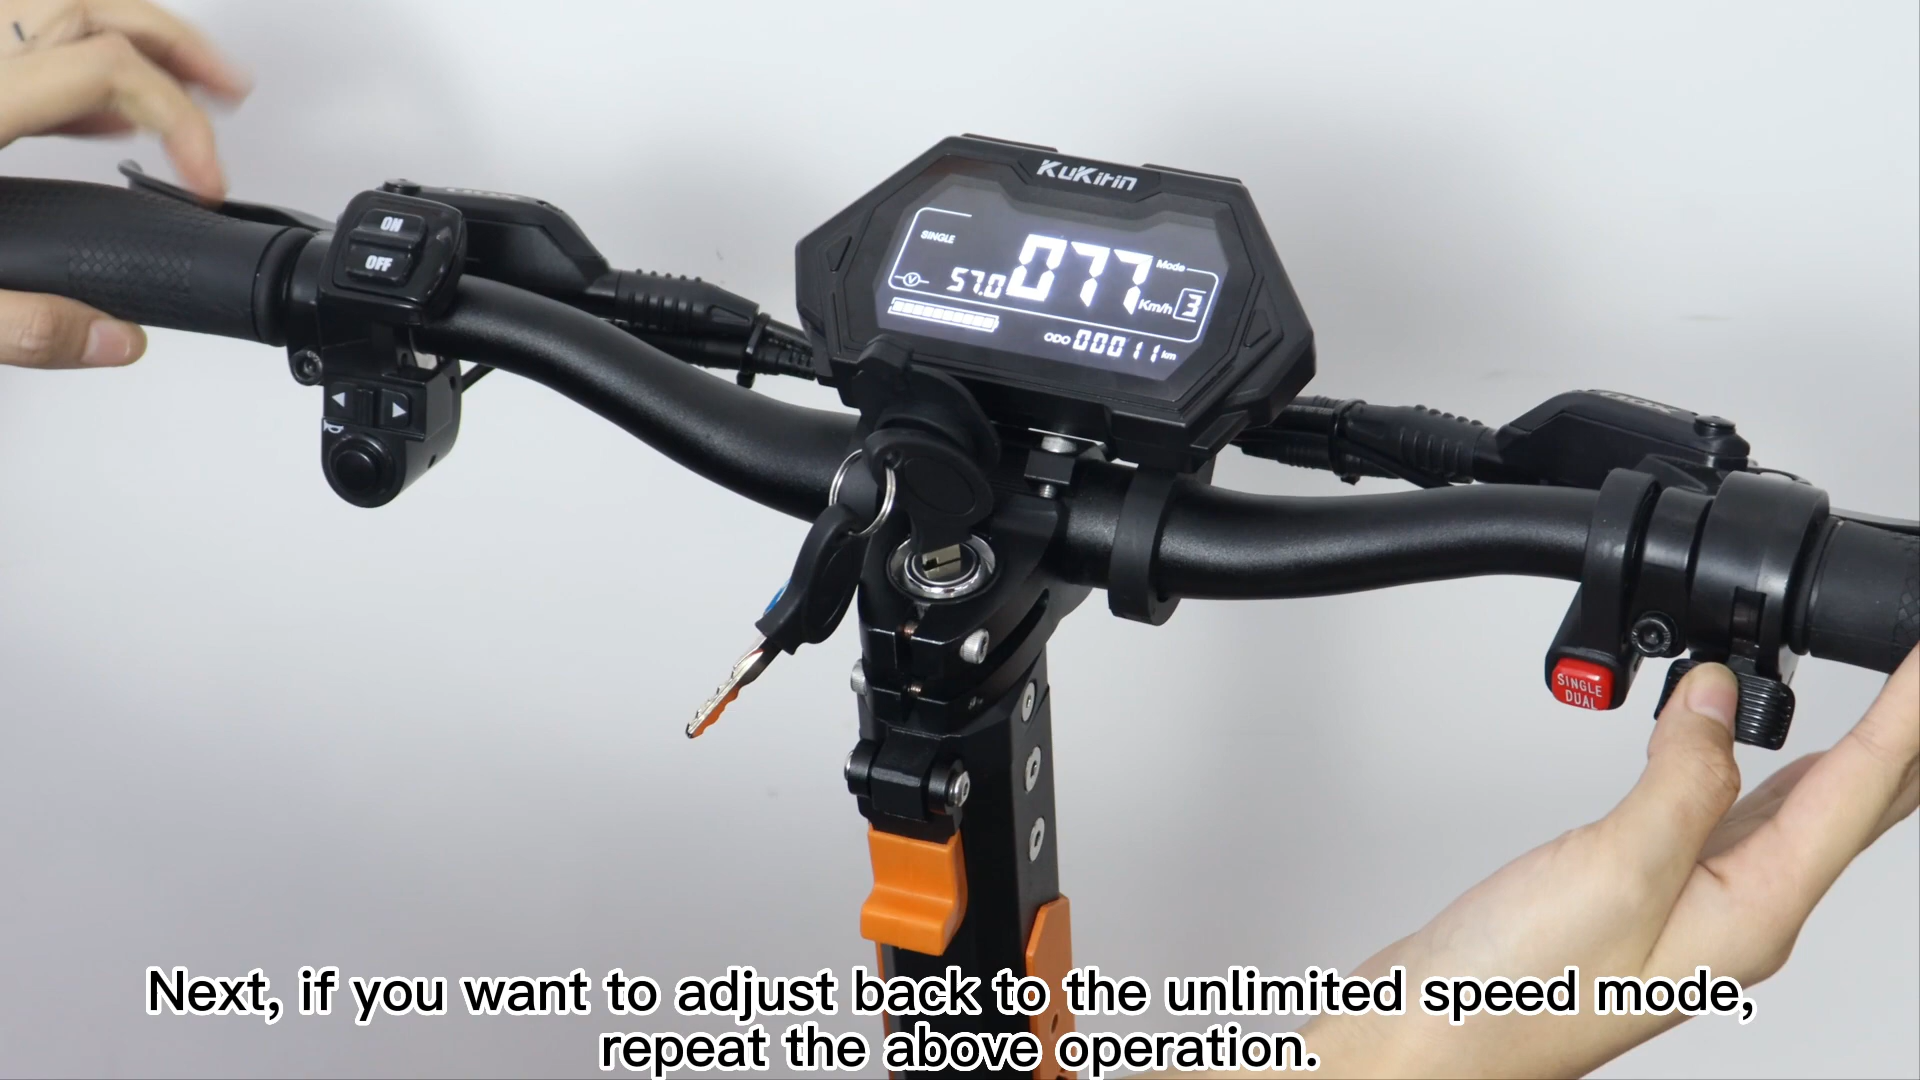 KuKirin
ON
OFF
SINGLE
077
Mode
57.0
Km/h
3
V
ODO 00011 km
SINGLE
DUAL
Next, if you want to adjust back to the unlimited speed mode,
repeat the above operation.